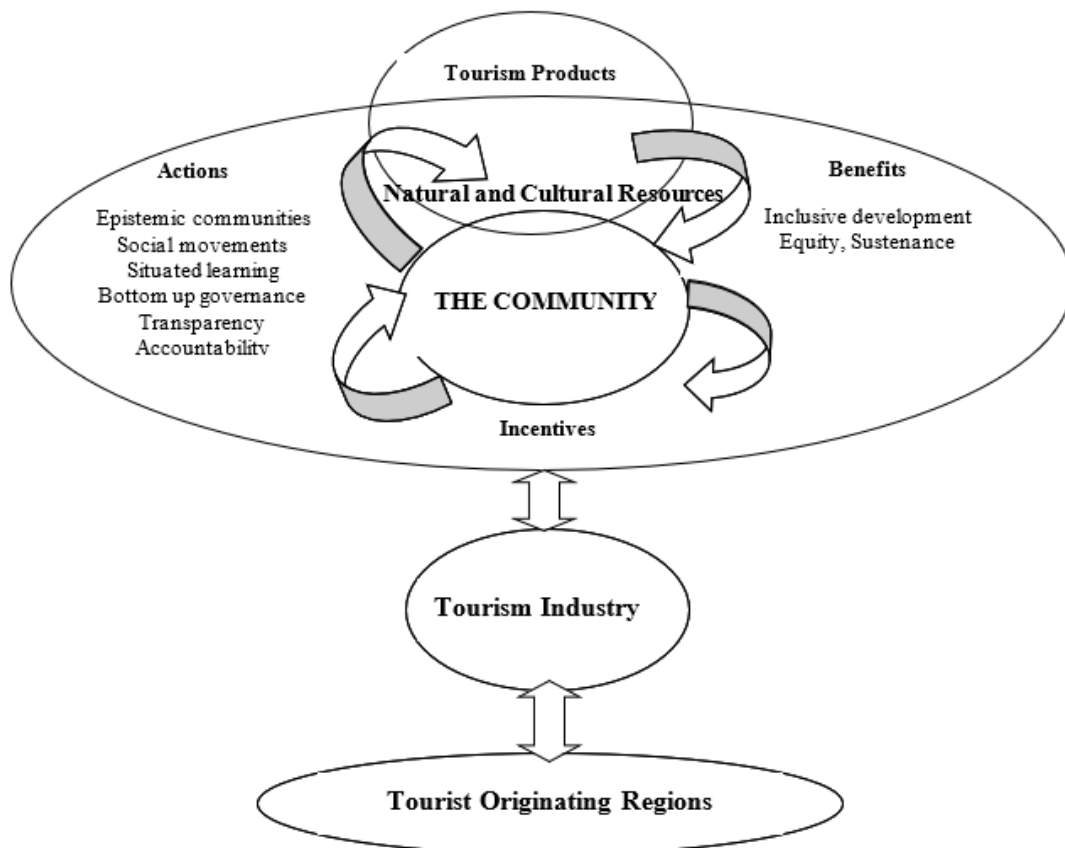 Tourism Products
Actions
Benefits
Natural and Cultural Resources
Epistemic communities
Social movements
Situated learning
Bottom up governance
Transparency
Accountability
Inclusive development
Equity, Sustenance
THE COMMUNITY
Incentives
Tourism Industry
Tourist Originating Regions